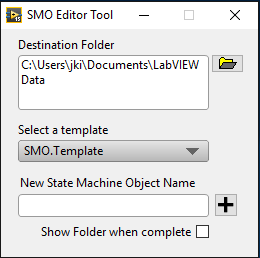 SMO Editor Tool
Destination Folder
C:\Users\jki\Documents\LabVIEW
Data
Select a template
SMO.Template
New State Machine Object Name
Show Folder when complete